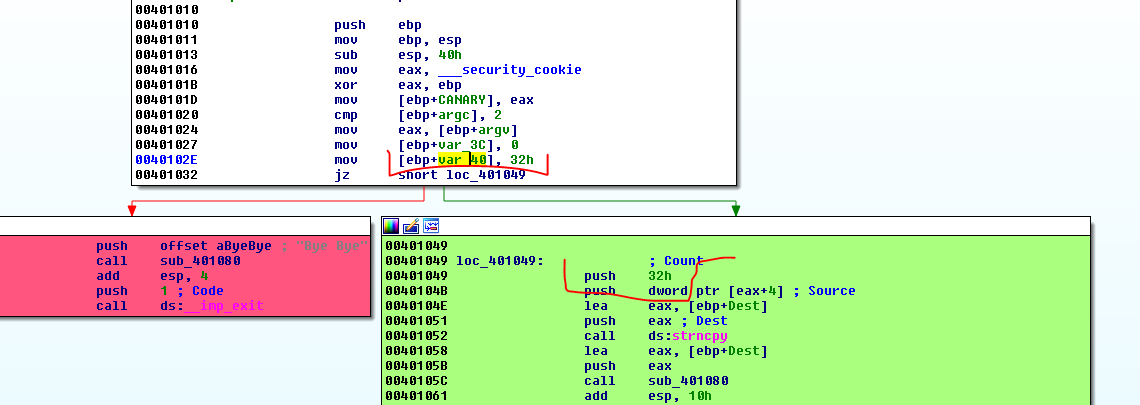 00401010
00401010 push ebp
00401011 mov ebp, esp
00401013 sub esp, 40h
00401016 mov eax, ___security_cookie
0040101B xor eax, ebp
0040101D mov [ebp+CANARY], eax
00401020 cmp [ebp+argc], 2
00401024 mov eax, [ebp+argv]
00401027 mov [ebp+var_3C], 0
0040102E mov [ebp+var_40], 32h
00401032 jz short loc_401049
push offset aByeBye ; "Bye Bye"
call sub_401080
add esp, 4
push 1 ; Code
call ds:__imp_exit
00401049
00401049 loc_401049: ; Count
00401049 push 32h
0040104B push dword ptr [eax+4] ; Source
0040104E lea eax, [ebp+Dest]
00401051 push eax ; Dest
00401052 call ds:strncpy
00401058 lea eax, [ebp+Dest]
0040105B push eax
0040105C call sub_401080
00401061 add esp, 10h